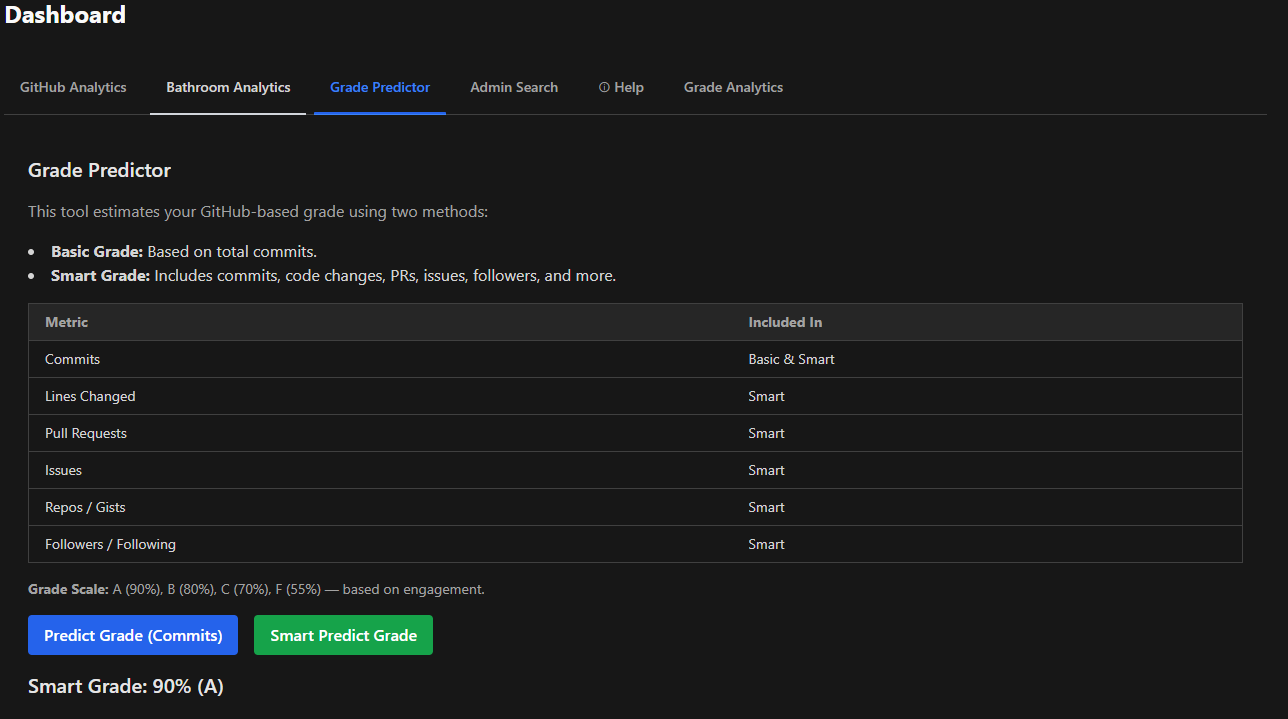 Dashboard
GitHub Analytics Bathroom Analytics Grade Predictor Admin Search ⓘ Help Grade Analytics
Grade Predictor
This tool estimates your GitHub-based grade using two methods:
• Basic Grade: Based on total commits.
• Smart Grade: Includes commits, code changes, PRs, issues, followers, and more.
Metric Included In
Commits Basic & Smart
Lines Changed Smart
Pull Requests Smart
Issues Smart
Repos / Gists Smart
Followers / Following Smart
Grade Scale: A (90%), B (80%), C (70%), F (55%) — based on engagement.
Predict Grade (Commits) Smart Predict Grade
Smart Grade: 90% (A)